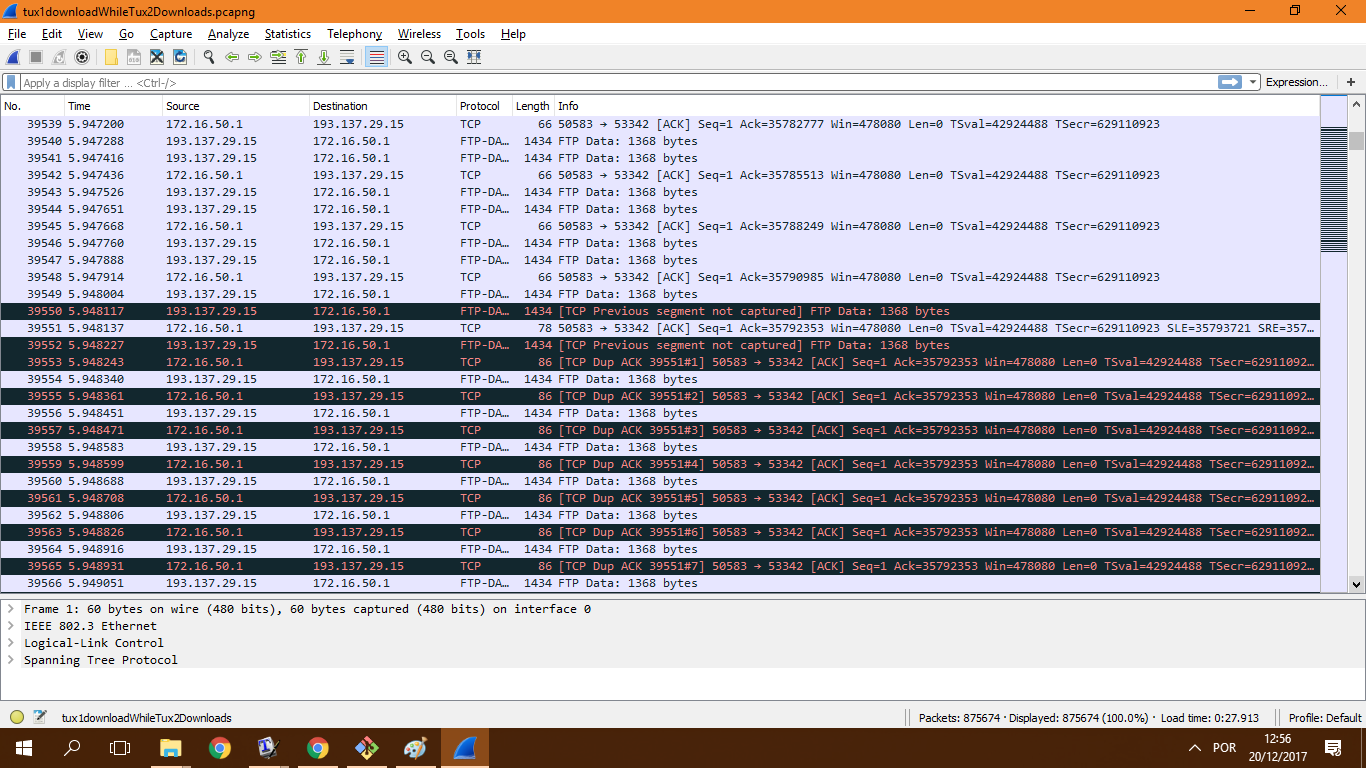 tux1downloadWhileTux2Downloads.pcapng
File Edit View Go Capture Analyze Statistics Telephony Wireless Tools Help
Apply a display filter ... <Ctrl-/> Expression... +
No. Time Source Destination Protocol Length Info
39539 5.947200 172.16.50.1 193.137.29.15 TCP 66 50583 → 53342 [ACK] Seq=1 Ack=35782777 Win=478080 Len=0 TSval=42924488 TSecr=629110923
39540 5.947288 193.137.29.15 172.16.50.1 FTP-DA… 1434 FTP Data: 1368 bytes
39541 5.947416 193.137.29.15 172.16.50.1 FTP-DA… 1434 FTP Data: 1368 bytes
39542 5.947436 172.16.50.1 193.137.29.15 TCP 66 50583 → 53342 [ACK] Seq=1 Ack=35785513 Win=478080 Len=0 TSval=42924488 TSecr=629110923
39543 5.947526 193.137.29.15 172.16.50.1 FTP-DA… 1434 FTP Data: 1368 bytes
39544 5.947651 193.137.29.15 172.16.50.1 FTP-DA… 1434 FTP Data: 1368 bytes
39545 5.947668 172.16.50.1 193.137.29.15 TCP 66 50583 → 53342 [ACK] Seq=1 Ack=35788249 Win=478080 Len=0 TSval=42924488 TSecr=629110923
39546 5.947760 193.137.29.15 172.16.50.1 FTP-DA… 1434 FTP Data: 1368 bytes
39547 5.947888 193.137.29.15 172.16.50.1 FTP-DA… 1434 FTP Data: 1368 bytes
39548 5.947914 172.16.50.1 193.137.29.15 TCP 66 50583 → 53342 [ACK] Seq=1 Ack=35790985 Win=478080 Len=0 TSval=42924488 TSecr=629110923
39549 5.948004 193.137.29.15 172.16.50.1 FTP-DA… 1434 FTP Data: 1368 bytes
39550 5.948117 193.137.29.15 172.16.50.1 FTP-DA… 1434 [TCP Previous segment not captured] FTP Data: 1368 bytes
39551 5.948137 172.16.50.1 193.137.29.15 TCP 78 50583 → 53342 [ACK] Seq=1 Ack=35792353 Win=478080 Len=0 TSval=42924488 TSecr=629110923 SLE=35793721 SRE=357…
39552 5.948227 193.137.29.15 172.16.50.1 FTP-DA… 1434 [TCP Previous segment not captured] FTP Data: 1368 bytes
39553 5.948243 172.16.50.1 193.137.29.15 TCP 86 [TCP Dup ACK 39551#1] 50583 → 53342 [ACK] Seq=1 Ack=35792353 Win=478080 Len=0 TSval=42924488 TSecr=62911092…
39554 5.948340 193.137.29.15 172.16.50.1 FTP-DA… 1434 FTP Data: 1368 bytes
39555 5.948361 172.16.50.1 193.137.29.15 TCP 86 [TCP Dup ACK 39551#2] 50583 → 53342 [ACK] Seq=1 Ack=35792353 Win=478080 Len=0 TSval=42924488 TSecr=62911092…
39556 5.948451 193.137.29.15 172.16.50.1 FTP-DA… 1434 FTP Data: 1368 bytes
39557 5.948471 172.16.50.1 193.137.29.15 TCP 86 [TCP Dup ACK 39551#3] 50583 → 53342 [ACK] Seq=1 Ack=35792353 Win=478080 Len=0 TSval=42924488 TSecr=62911092…
39558 5.948583 193.137.29.15 172.16.50.1 FTP-DA… 1434 FTP Data: 1368 bytes
39559 5.948599 172.16.50.1 193.137.29.15 TCP 86 [TCP Dup ACK 39551#4] 50583 → 53342 [ACK] Seq=1 Ack=35792353 Win=478080 Len=0 TSval=42924488 TSecr=62911092…
39560 5.948688 193.137.29.15 172.16.50.1 FTP-DA… 1434 FTP Data: 1368 bytes
39561 5.948708 172.16.50.1 193.137.29.15 TCP 86 [TCP Dup ACK 39551#5] 50583 → 53342 [ACK] Seq=1 Ack=35792353 Win=478080 Len=0 TSval=42924488 TSecr=62911092…
39562 5.948806 193.137.29.15 172.16.50.1 FTP-DA… 1434 FTP Data: 1368 bytes
39563 5.948826 172.16.50.1 193.137.29.15 TCP 86 [TCP Dup ACK 39551#6] 50583 → 53342 [ACK] Seq=1 Ack=35792353 Win=478080 Len=0 TSval=42924488 TSecr=62911092…
39564 5.948916 193.137.29.15 172.16.50.1 FTP-DA… 1434 FTP Data: 1368 bytes
39565 5.948931 172.16.50.1 193.137.29.15 TCP 86 [TCP Dup ACK 39551#7] 50583 → 53342 [ACK] Seq=1 Ack=35792353 Win=478080 Len=0 TSval=42924488 TSecr=62911092…
39566 5.949051 193.137.29.15 172.16.50.1 FTP-DA… 1434 FTP Data: 1368 bytes
Frame 1: 60 bytes on wire (480 bits), 60 bytes captured (480 bits) on interface 0
IEEE 802.3 Ethernet
Logical-Link Control
Spanning Tree Protocol
tux1downloadWhileTux2Downloads Packets: 875674 · Displayed: 875674 (100.0%) · Load time: 0:27.913 Profile: Default
POR 12:56
20/12/2017